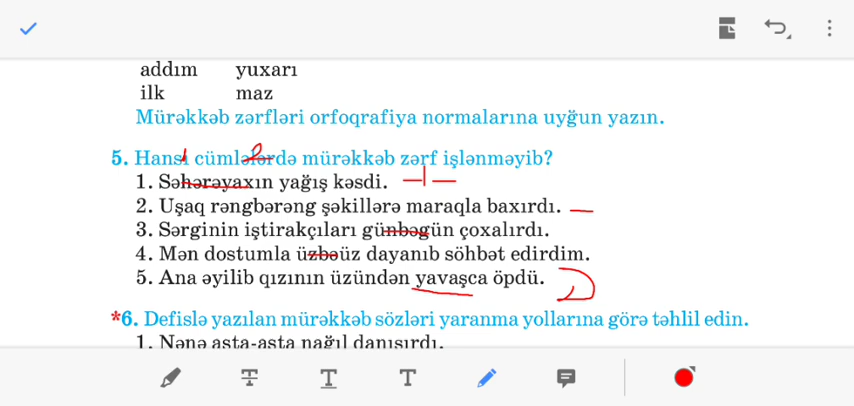 addım yuxarı
ilk maz
Mürəkkəb zərfləri orfoqrafiya normalarına uyğun yazın.
5. Hansı cümlələrdə mürəkkəb zərf işlənməyib?
1. Səhərəyaxın yağış kəsdi.
2. Uşaq rəngbərəng şəkillərə maraqla baxırdı.
3. Sərginin iştirakçıları günbəgün çoxalırdı.
4. Mən dostumla üzbəüz dayanıb söhbət edirdim.
5. Ana əyilib qızının üzündən yavaşca öpdü.
*6. Defislə yazılan mürəkkəb sözləri yaranma yollarına görə təhlil edin.
1. Nənə asta-asta nağıl danışırdı.